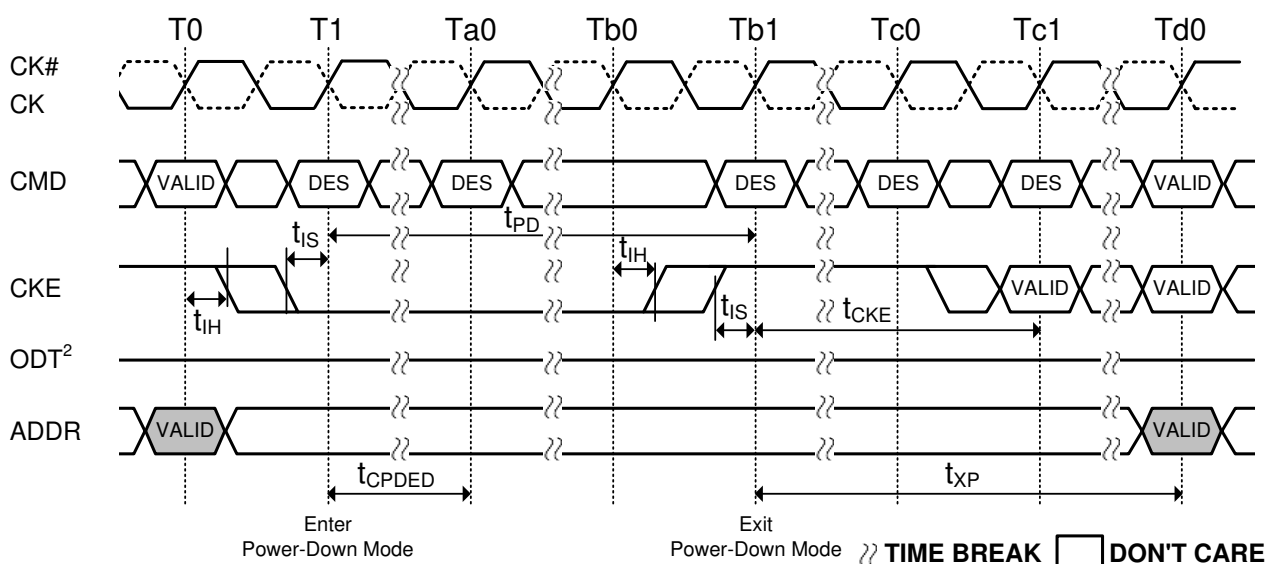 T0 T1 Ta0 Tb0 Tb1 Tc0 Tc1 Td0
CK#
CK
CMD VALID DES DES DES DES DES VALID
tIS tPD
tIH
CKE VALID VALID
tIH tIS tCKE
ODT²
ADDR VALID VALID
tCPDED tXP
Enter
Power-Down Mode
Exit
Power-Down Mode
TIME BREAK DON'T CARE